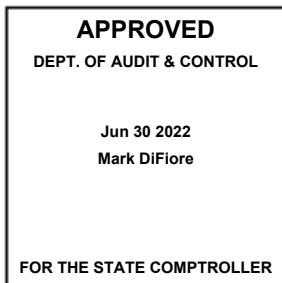 APPROVED
DEPT. OF AUDIT & CONTROL
Jun 30 2022
Mark DiFiore
FOR THE STATE COMPTROLLER